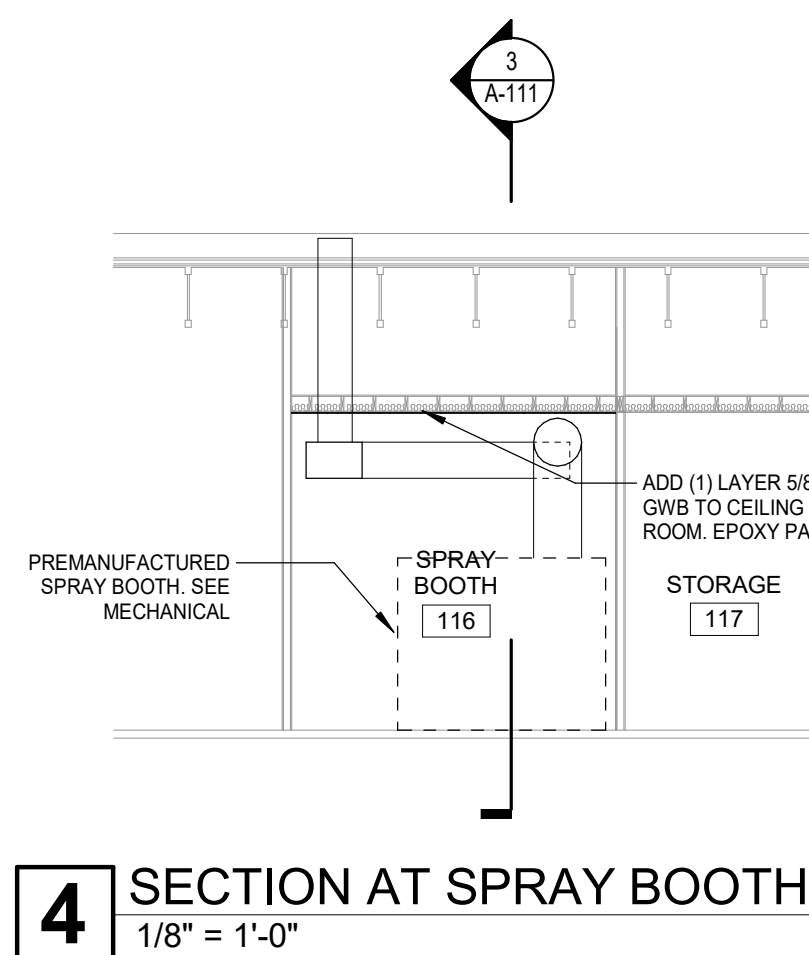 3
A-111
ADD (1) LAYER 5/8
GWB TO CEILING
ROOM. EPOXY PA
PREMANUFACTURED
SPRAY BOOTH. SEE
MECHANICAL
SPRAY
BOOTH
116
STORAGE
117
4
SECTION AT SPRAY BOOTH
1/8" = 1'-0"